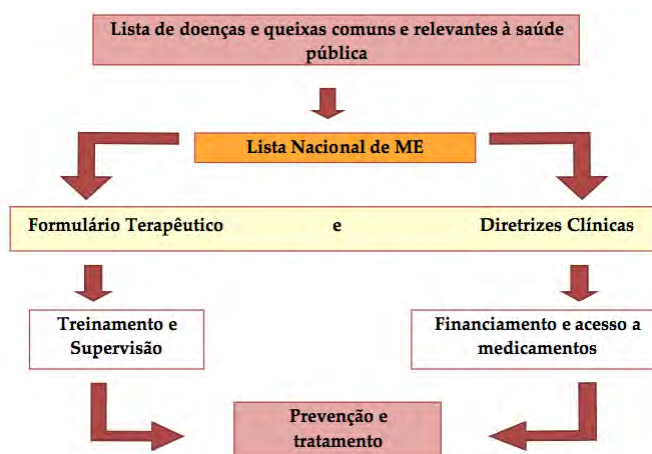 Lista de doenças e queixas comuns e relevantes à saúde
pública
Lista Nacional de ME
Formulário Terapêutico e Diretrizes Clínicas
Treinamento e
Supervisão
Financiamento e acesso a
medicamentos
Prevenção e
tratamento